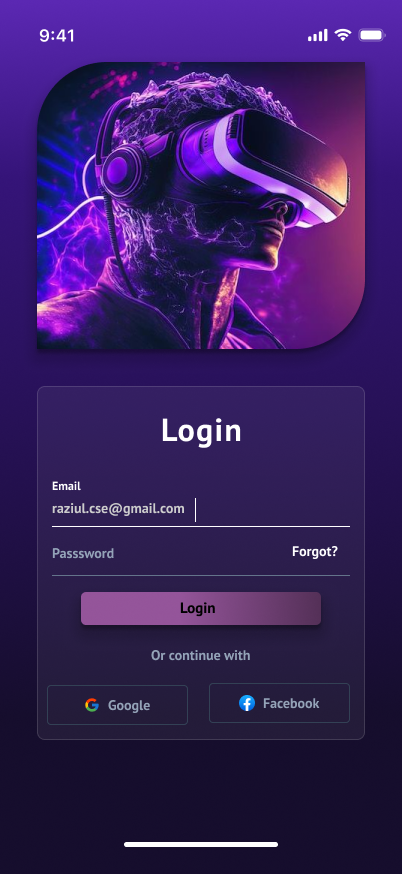 9:41
Login
Email
raziul.cse@gmail.com
Passsword Forgot?
Login
Or continue with
Google Facebook